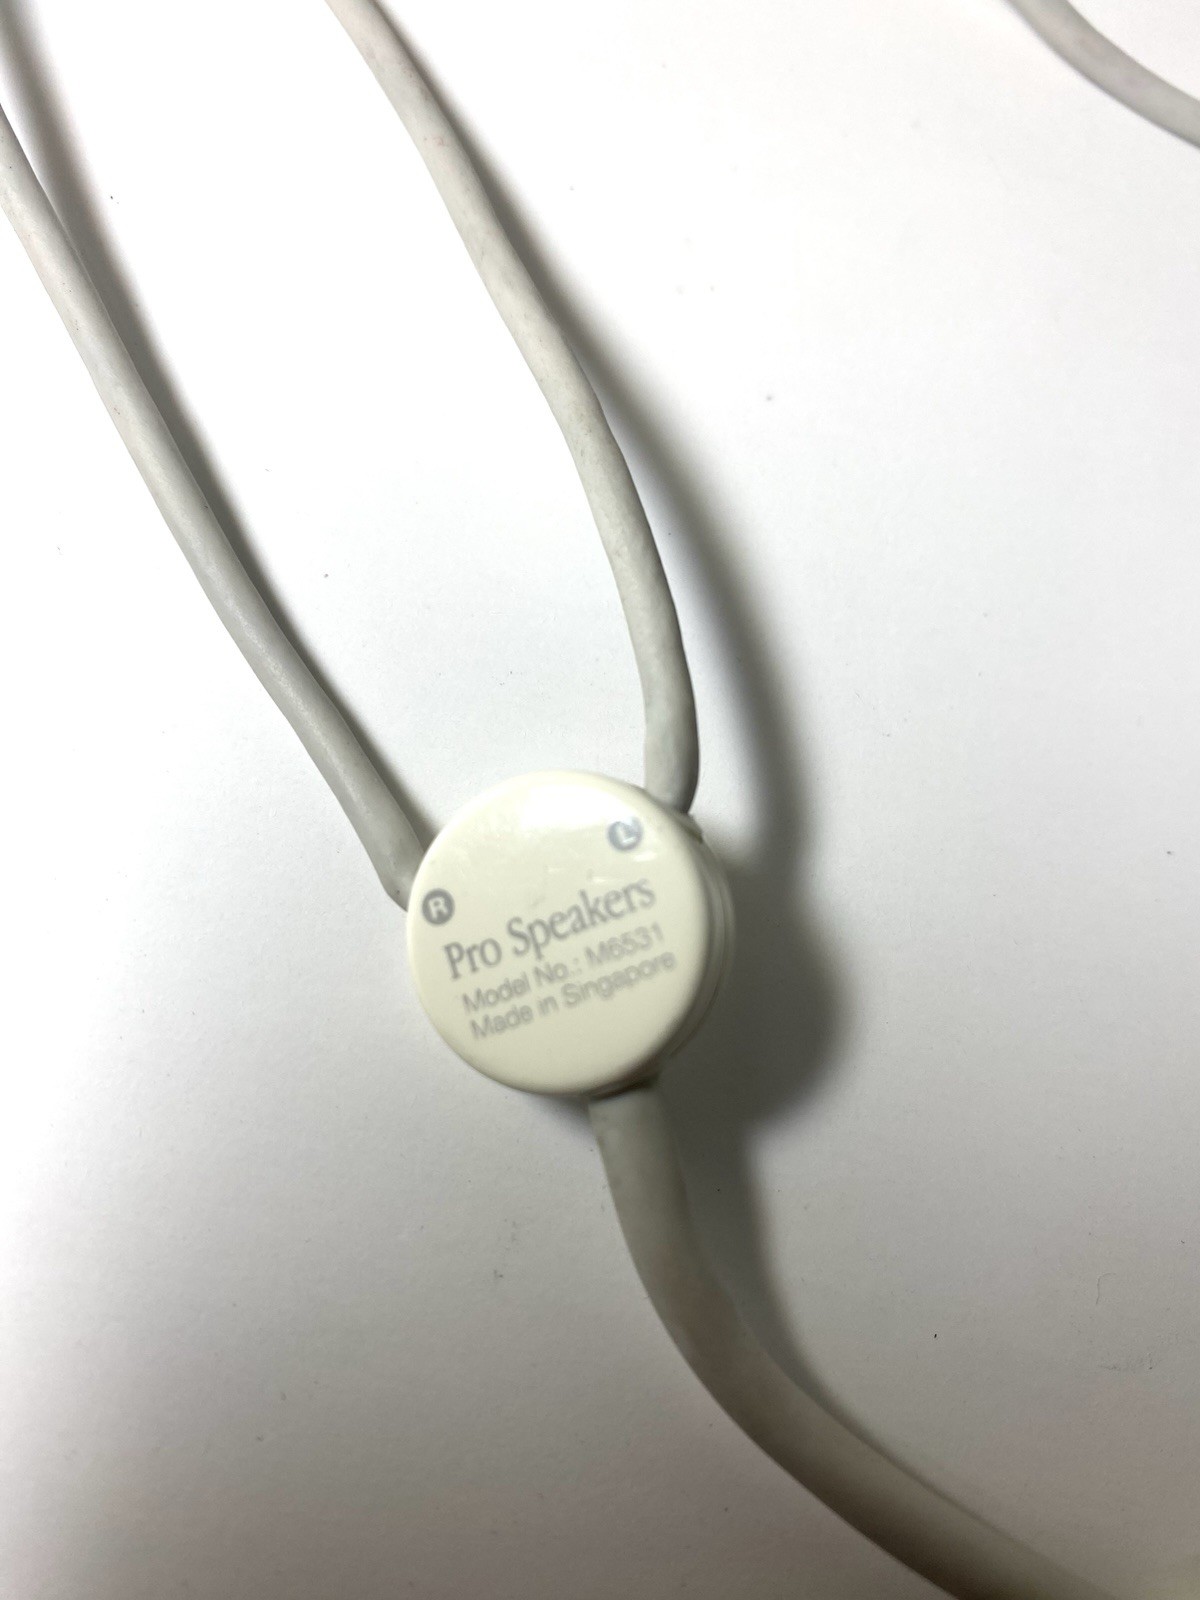 L
R
Pro Speakers
Model No.: M6531
Made in Singapore